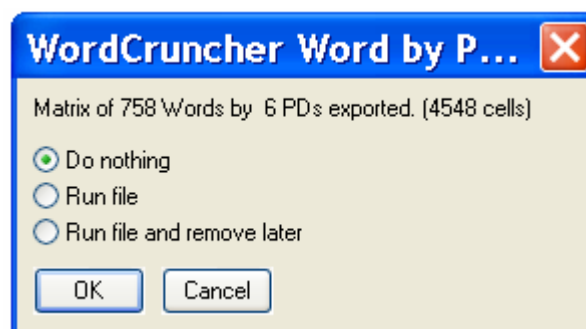 WordCruncher Word by P...
Matrix of 758 Words by 6 PDs exported. (4548 cells)
Do nothing
Run file
Run file and remove later
OK Cancel